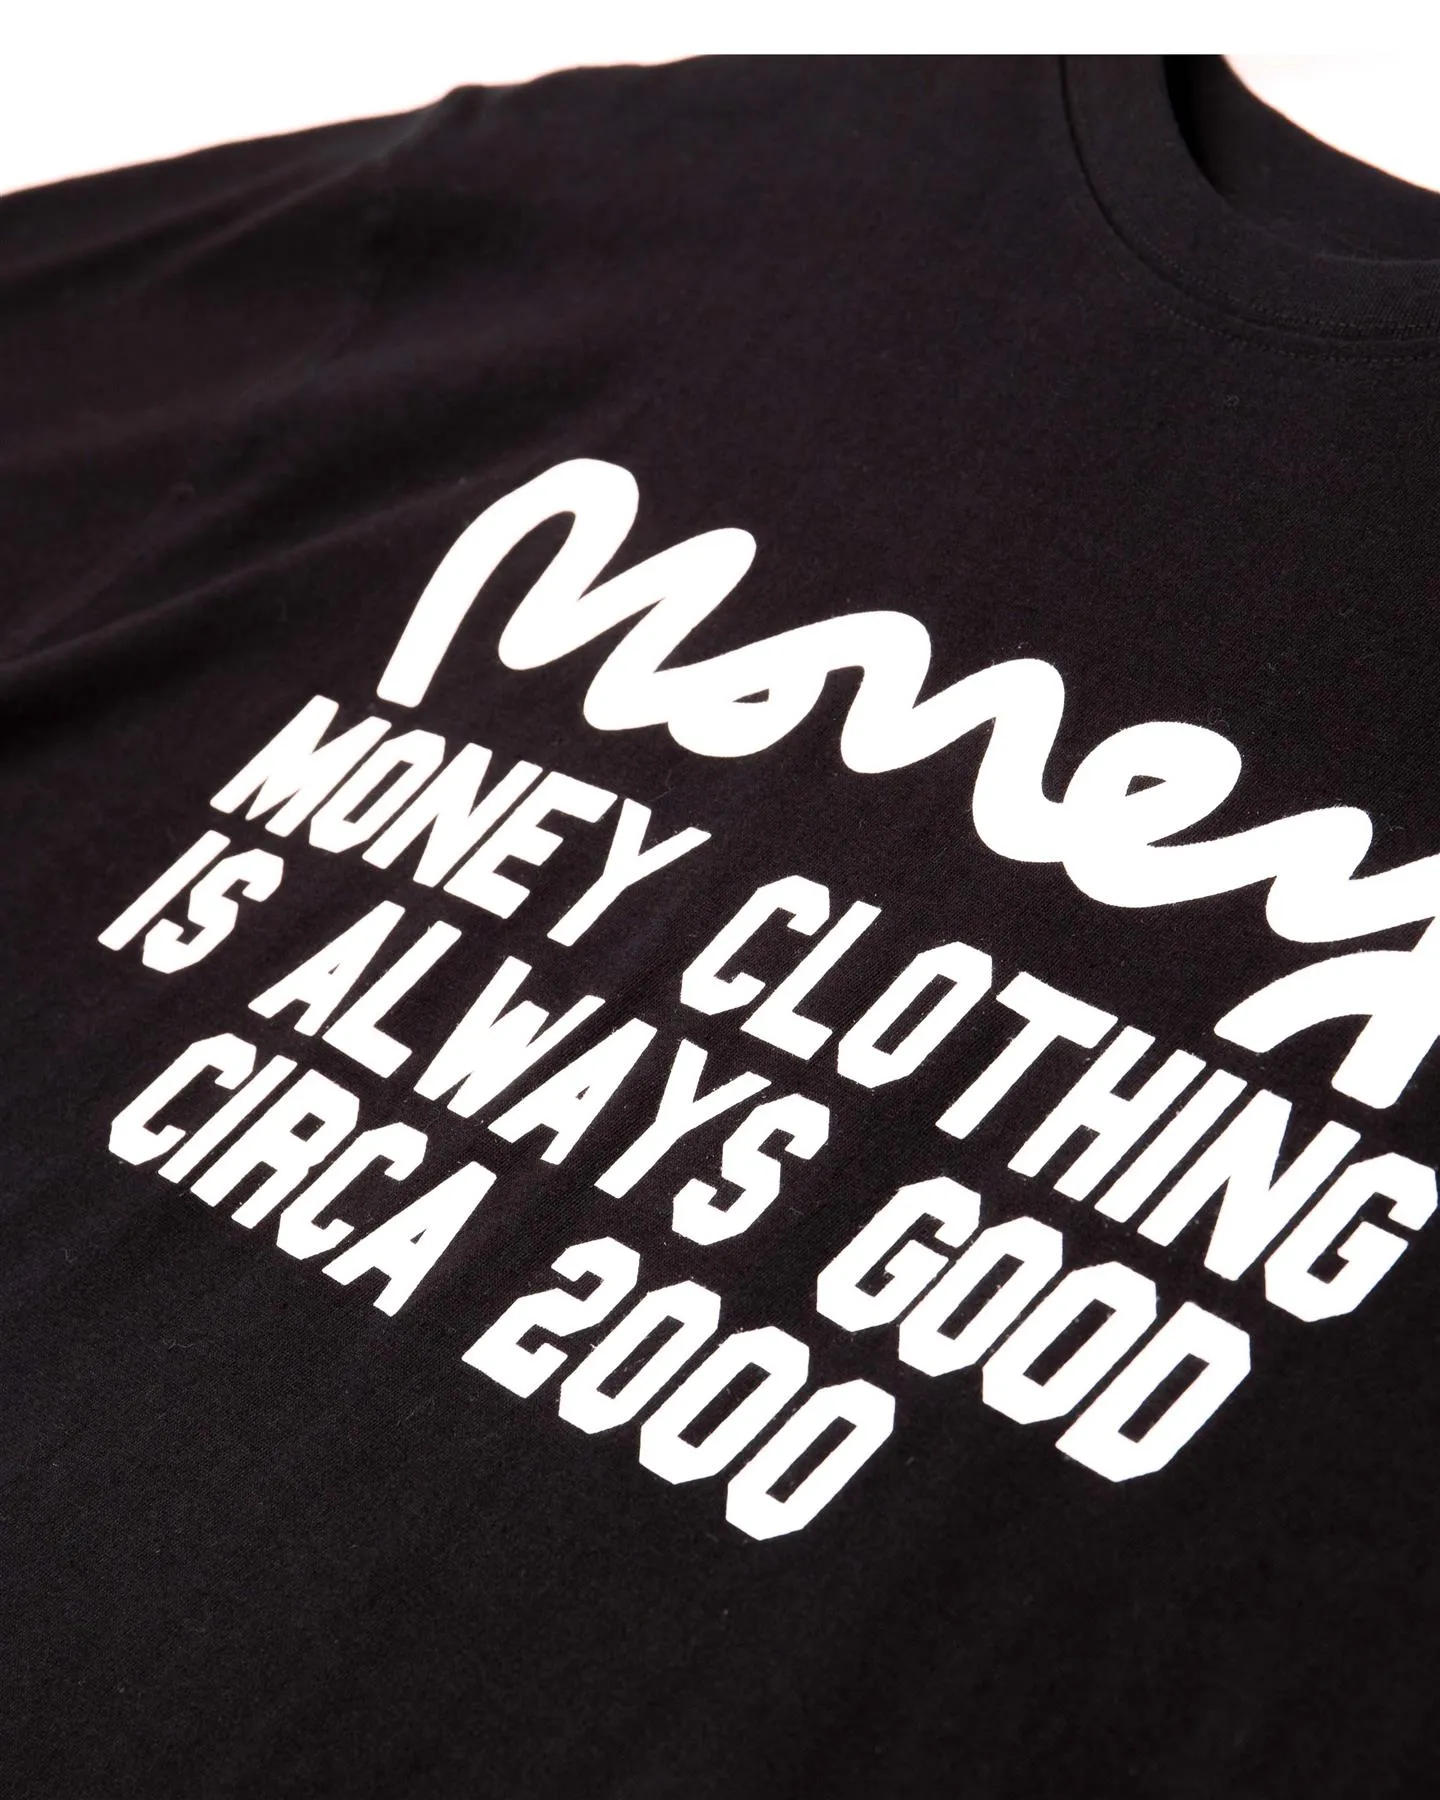 Money
MONEY CLOTHING
IS ALWAYS GOOD
CIRCA 2000